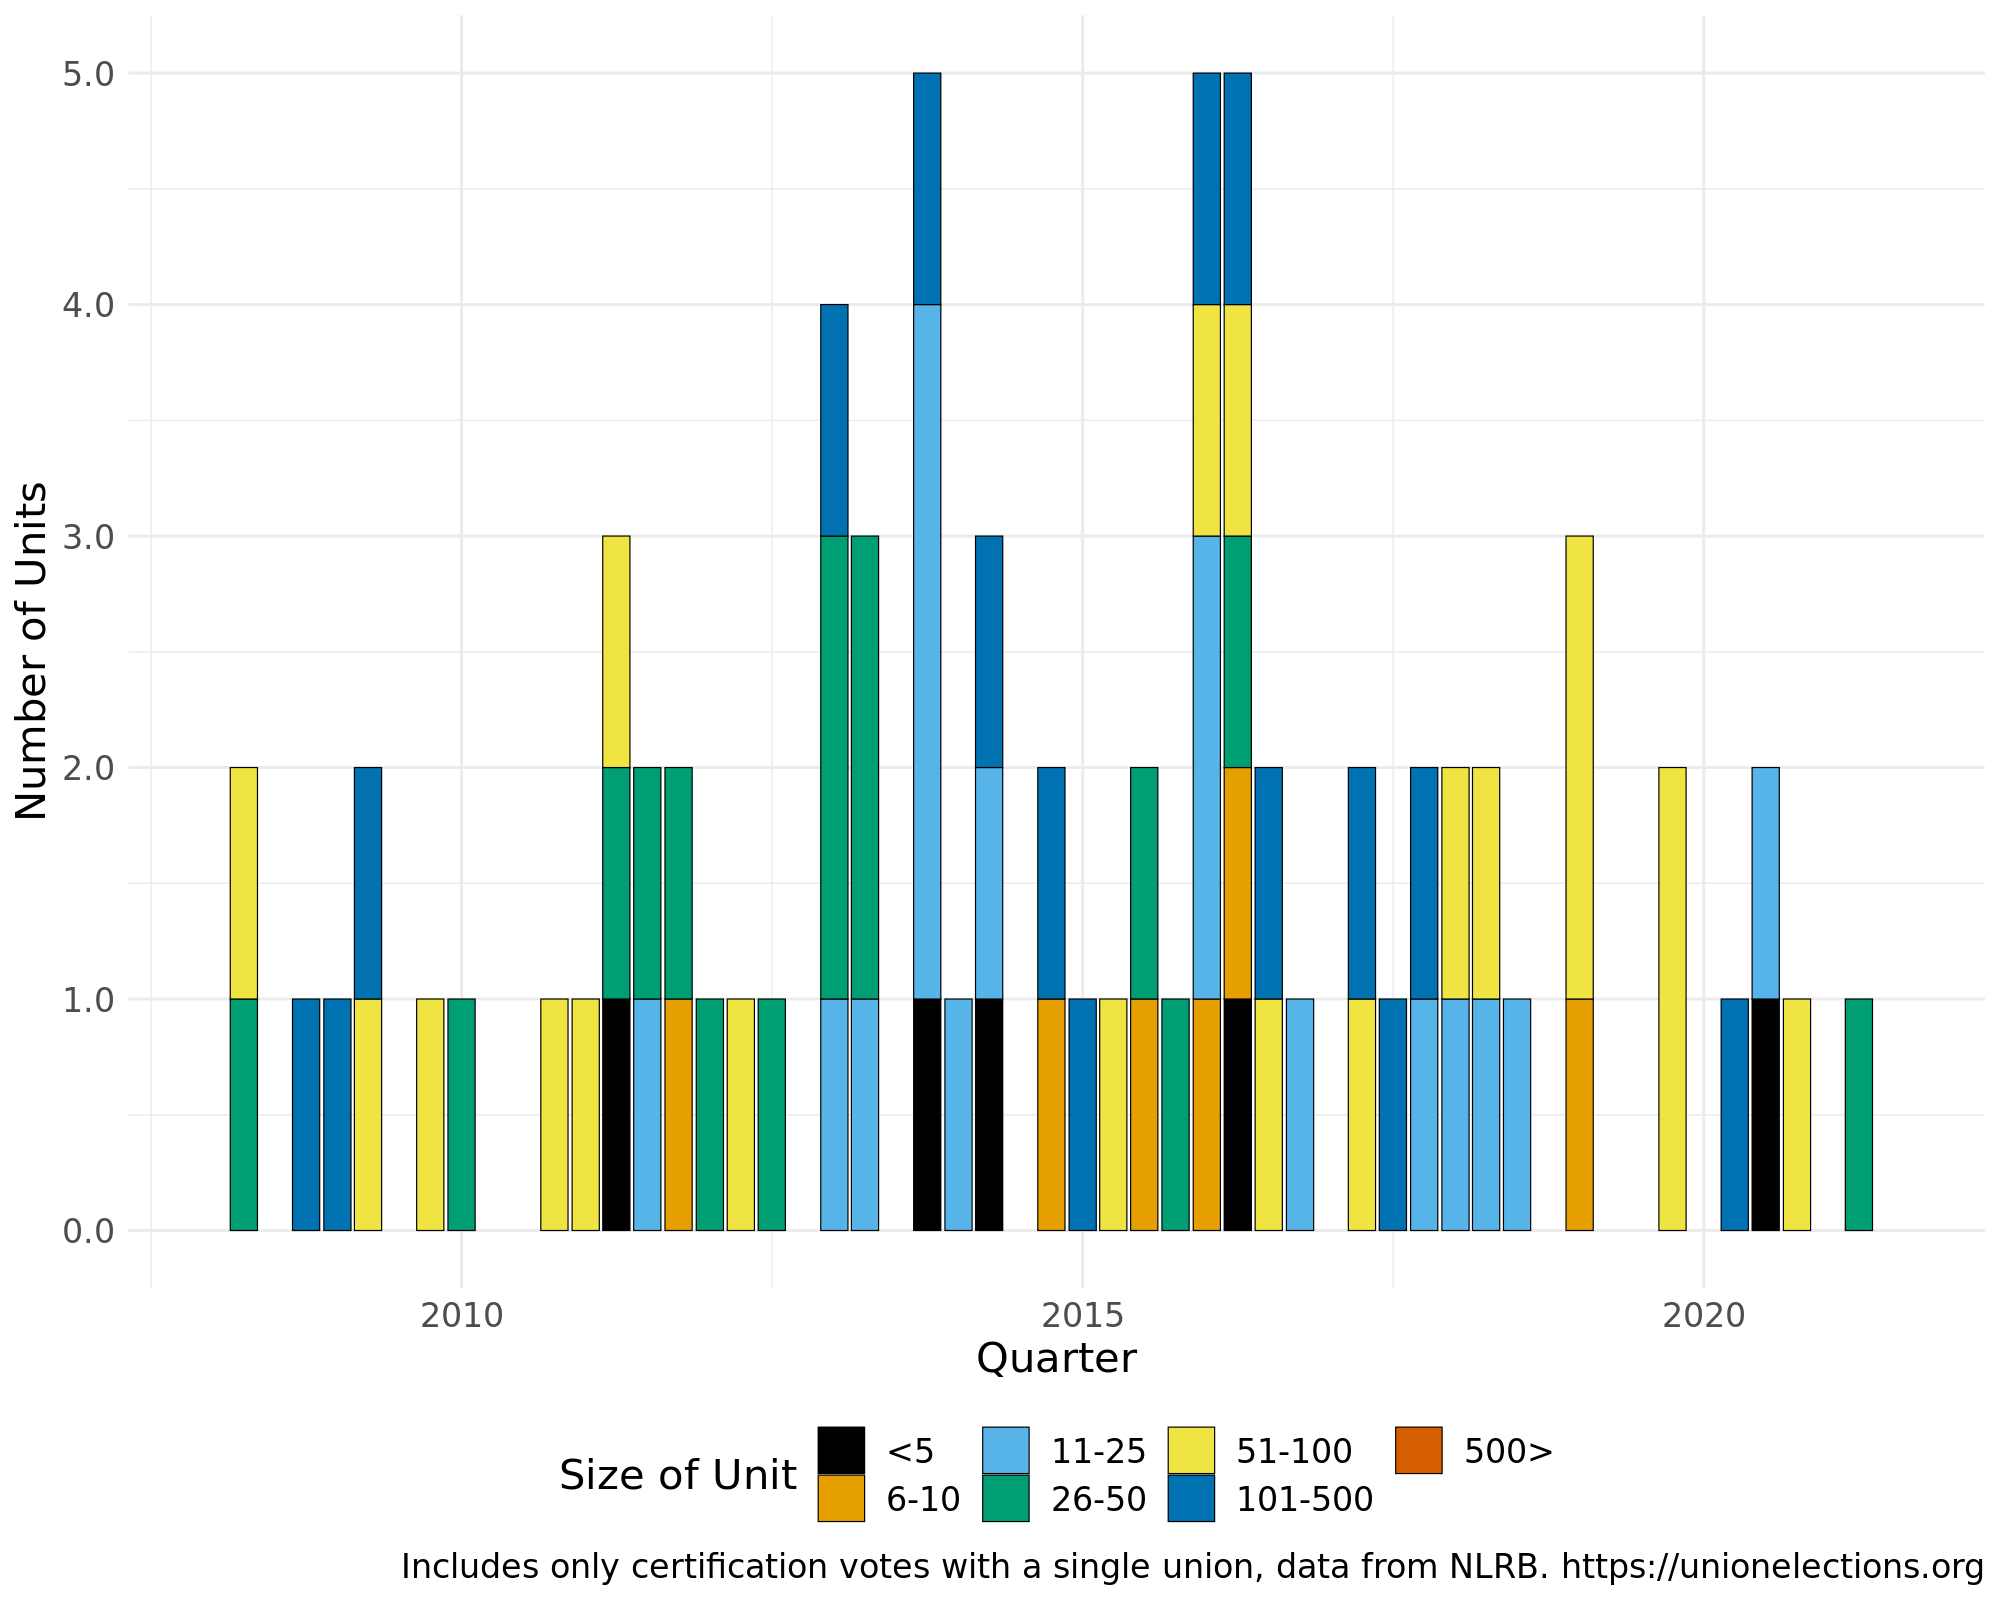 5.0
4.0
3.0
2.0
1.0
0.0
Number of Units
2010 2015 2020
Quarter
Size of Unit
<5 11-25 51-100 500>
6-10 26-50 101-500
Includes only certification votes with a single union, data from NLRB. https://unionelections.org